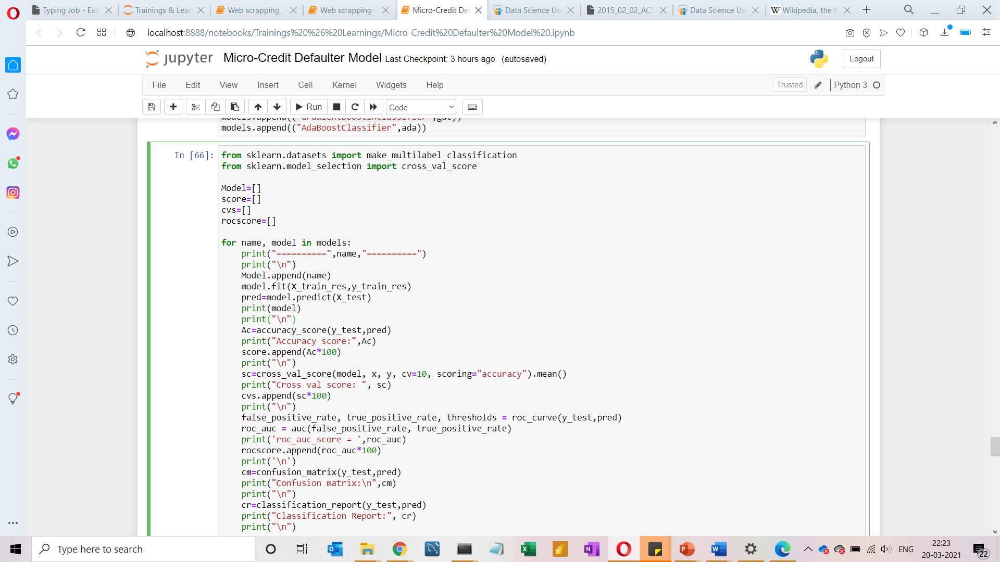 Typing Job - Ear
Trainings & Lear
Web scrapping_
Web scrapping-
Micro-Credit Def
Data Science Use
2015_02_02_ACS
Data Science Use
Wikipedia, the fr
localhost:8888/notebooks/Trainings%20%26%20Learnings/Micro-Credit%20Defaulter%20Model%20.ipynb
jupyter Micro-Credit Defaulter Model Last Checkpoint: 3 hours ago (autosaved)
Logout
File Edit View Insert Cell Kernel Widgets Help
Trusted Python 3
Run Code
models.append(("GradientBoostinClassifier",gdc))
models.append(("AdaBoostClassifier",ada))
In [66]: from sklearn.datasets import make_multilabel_classification
from sklearn.model_selection import cross_val_score
Model=[]
score=[]
cvs=[]
rocscore=[]
for name, model in models:
print("==========",name,"==========")
print("\n")
Model.append(name)
model.fit(X_train_res,y_train_res)
pred=model.predict(X_test)
print(model)
print("\n")
Ac=accuracy_score(y_test,pred)
print("Accuracy score:",Ac)
score.append(Ac*100)
print("\n")
sc=cross_val_score(model, x, y, cv=10, scoring="accuracy").mean()
print("Cross val score: ", sc)
cvs.append(sc*100)
print("\n")
false_positive_rate, true_positive_rate, thresholds = roc_curve(y_test,pred)
roc_auc = auc(false_positive_rate, true_positive_rate)
print('roc_auc_score = ',roc_auc)
rocscore.append(roc_auc*100)
print('\n')
cm=confusion_matrix(y_test,pred)
print("Confusion matrix:\n",cm)
print("\n")
cr=classification_report(y_test,pred)
print("Classification Report:", cr)
print("\n")
Type here to search
ENG
22:23
20-03-2021
22